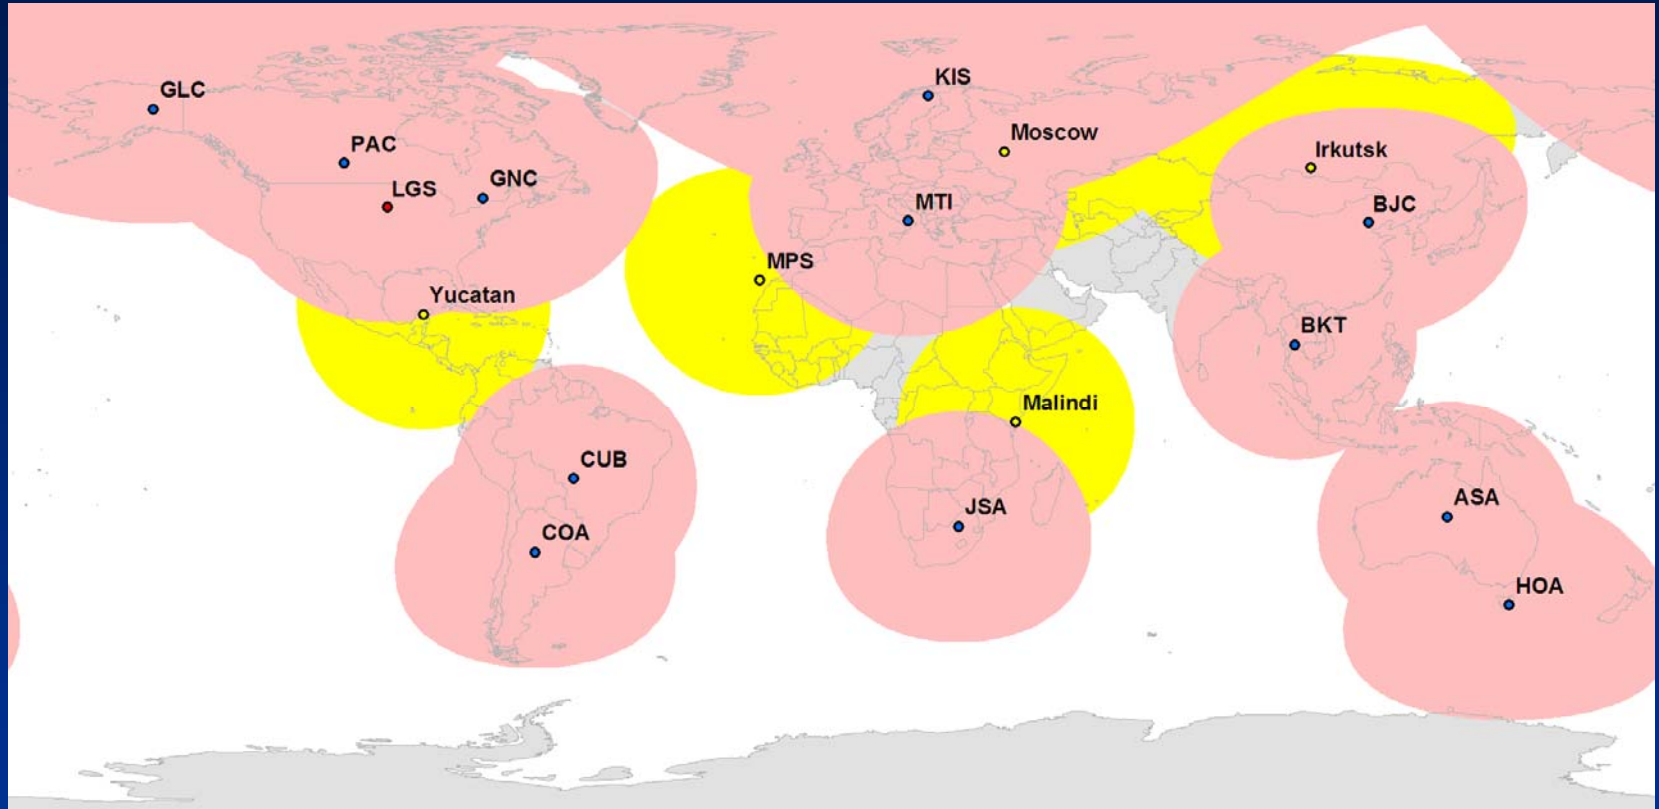 GLC
KIS
PAC
Moscow
Irkutsk
LGS
GNC
MTI
BJC
MPS
Yucatan
BKT
Malindi
CUB
JSA
ASA
COA
HOA